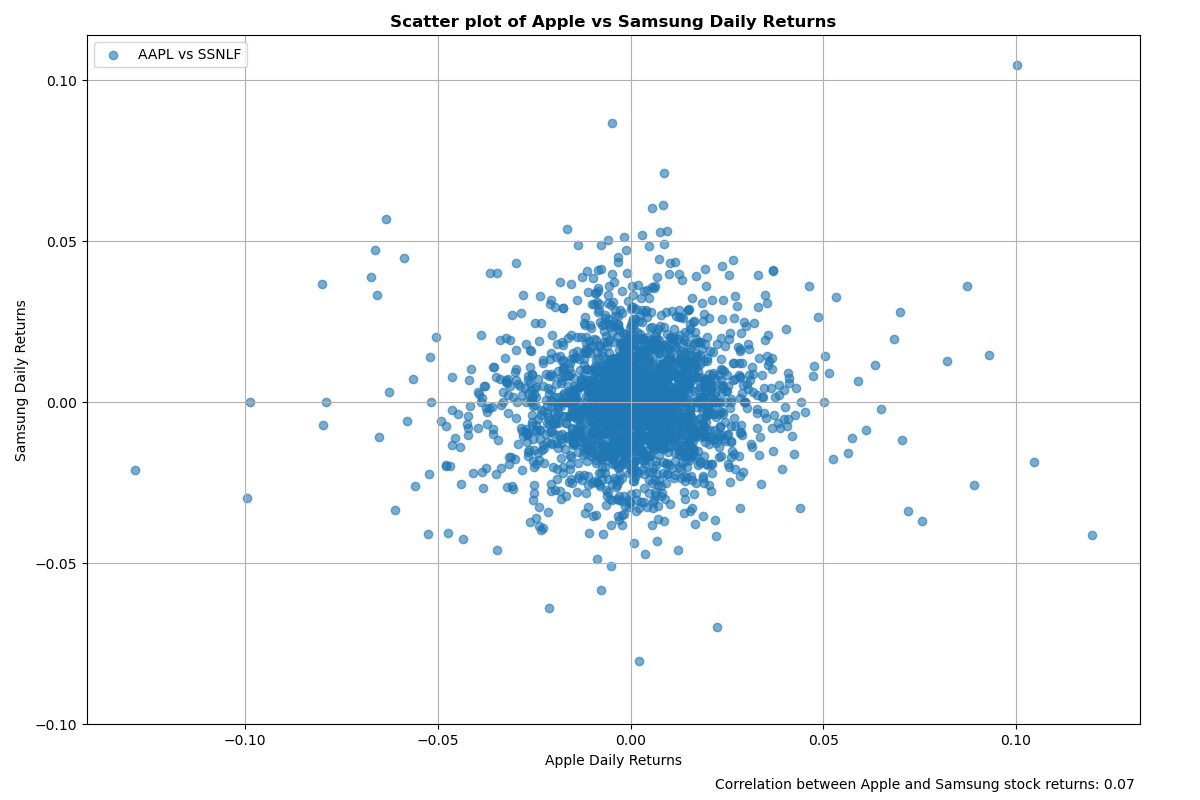 Scatter plot of Apple vs Samsung Daily Returns
AAPL vs SSNLF
0.10
0.05
0.00
−0.05
−0.10
Samsung Daily Returns
−0.10
−0.05
0.00
0.05
0.10
Apple Daily Returns
Correlation between Apple and Samsung stock returns: 0.07